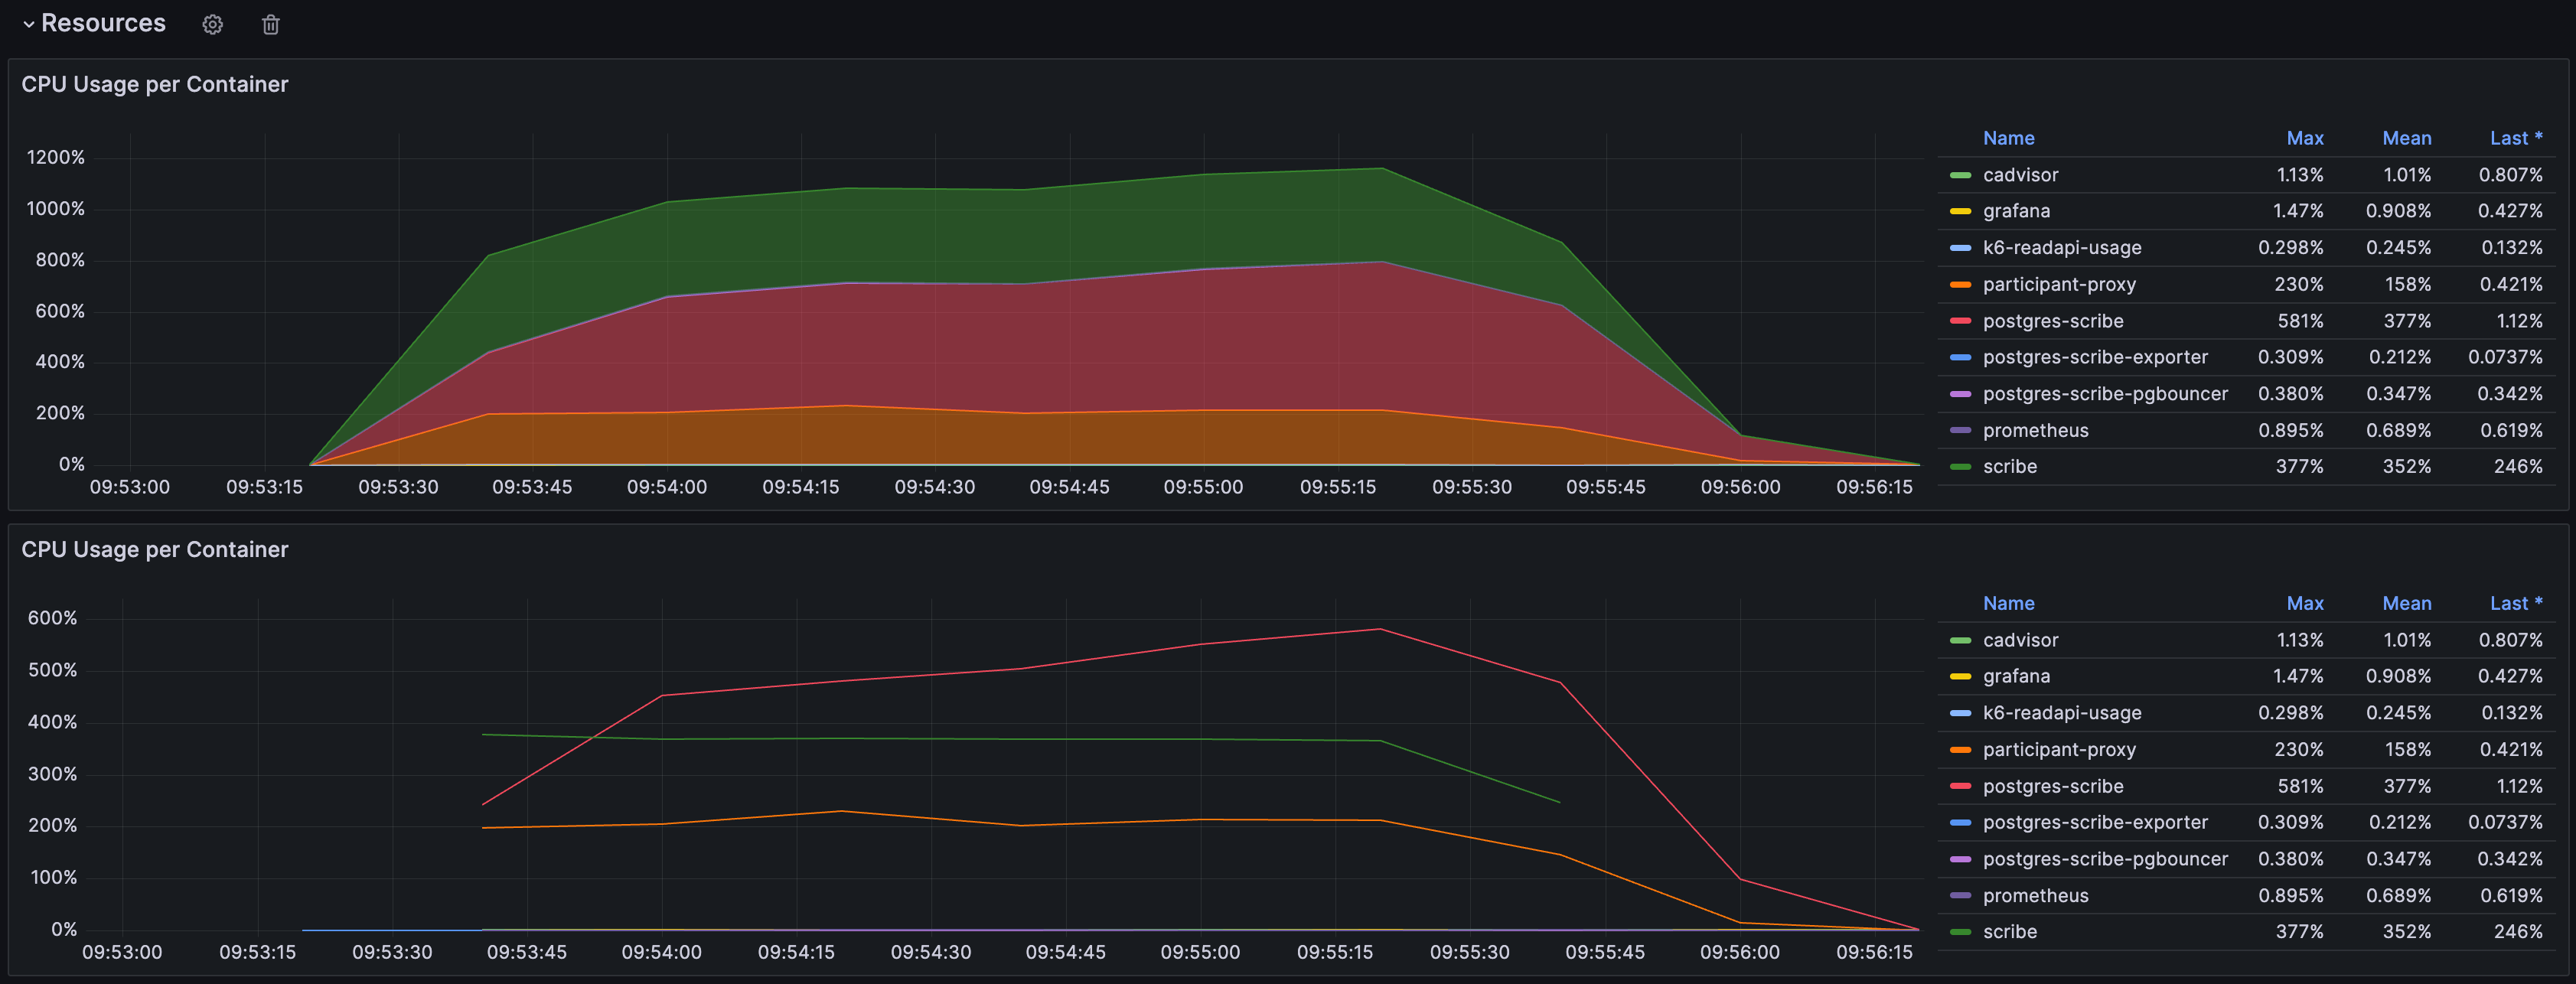 Resources
CPU Usage per Container
1200%
1000%
800%
600%
400%
200%
0%
09:53:00 09:53:15 09:53:30 09:53:45 09:54:00 09:54:15 09:54:30 09:54:45 09:55:00 09:55:15 09:55:30 09:55:45 09:56:00 09:56:15
Name Max Mean Last *
cadvisor 1.13% 1.01% 0.807%
grafana 1.47% 0.908% 0.427%
k6-readapi-usage 0.298% 0.245% 0.132%
participant-proxy 230% 158% 0.421%
postgres-scribe 581% 377% 1.12%
postgres-scribe-exporter 0.309% 0.212% 0.0737%
postgres-scribe-pgbouncer 0.380% 0.347% 0.342%
prometheus 0.895% 0.689% 0.619%
scribe 377% 352% 246%
CPU Usage per Container
600%
500%
400%
300%
200%
100%
0%
09:53:00 09:53:15 09:53:30 09:53:45 09:54:00 09:54:15 09:54:30 09:54:45 09:55:00 09:55:15 09:55:30 09:55:45 09:56:00 09:56:15
Name Max Mean Last *
cadvisor 1.13% 1.01% 0.807%
grafana 1.47% 0.908% 0.427%
k6-readapi-usage 0.298% 0.245% 0.132%
participant-proxy 230% 158% 0.421%
postgres-scribe 581% 377% 1.12%
postgres-scribe-exporter 0.309% 0.212% 0.0737%
postgres-scribe-pgbouncer 0.380% 0.347% 0.342%
prometheus 0.895% 0.689% 0.619%
scribe 377% 352% 246%